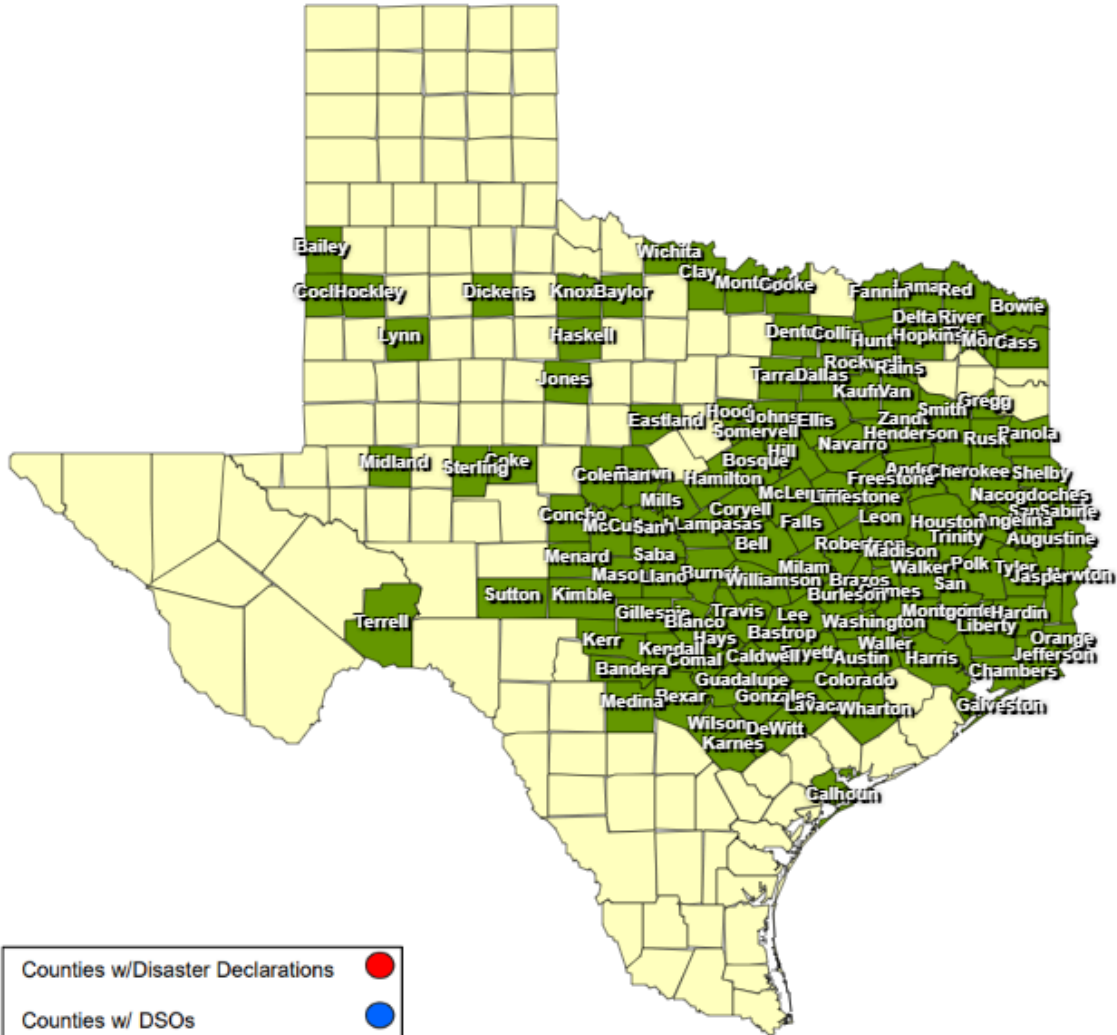 Bailey
Wichita
Clay
Cooke
Hockley
Dickens
Knox
Baylor
Fannin
Red
Bowie
Lynn
Haskell
Delta
River
Hopkins
Hunt
Cass
Dallas
Rains
Jones
Van
Gregg
Eastland
Hood
Ellis
Smith
Somervell
Henderson
Rusk
Panola
Navarro
Hill
Midland
Sterling
Coke
Bosque
Coleman
Hamilton
Freestone
Cherokee
Shelby
Mills
Limestone
Nacogdoches
Concho
Coryell
Leon
Sabine
Lampasas
Falls
Houston
Angelina
Trinity
Augustine
Bell
Menard
Saba
Madison
Milam
Walker
Polk
Tyler
Llano
Burnet
Williamson
Brazos
San
Jasper
Sutton
Kimble
Burleson
Terrell
Gillespie
Travis
Lee
Washington
Hardin
Blanco
Liberty
Kerr
Hays
Bastrop
Waller
Orange
Kendall
Comal
Caldwell
Austin
Harris
Jefferson
Bandera
Chambers
Guadalupe
Colorado
Medina
Gonzales
Wharton
Galveston
Wilson
DeWitt
Karnes
Calhoun
Counties w/Disaster Declarations
Counties w/ DSOs